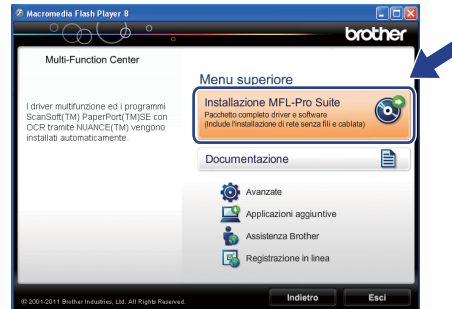 Macromedia Flash Player 8
brother
Multi-Function Center
Menu superiore
I driver multifunzione ed i programmi
ScanSoft(TM) PaperPort(TM)SE con
OCR tramite NUANCE(TM) vengono
installati automaticamente.
Installazione MFL-Pro Suite
Pacchetto completo driver e software
(Include l'installazione di rete senza fili e cablata)
Documentazione
Avanzate
Applicazioni aggiuntive
Assistenza Brother
Registrazione in linea
© 2001-2011 Brother Industries, Ltd. All Rights Reserved.
Indietro
Esci